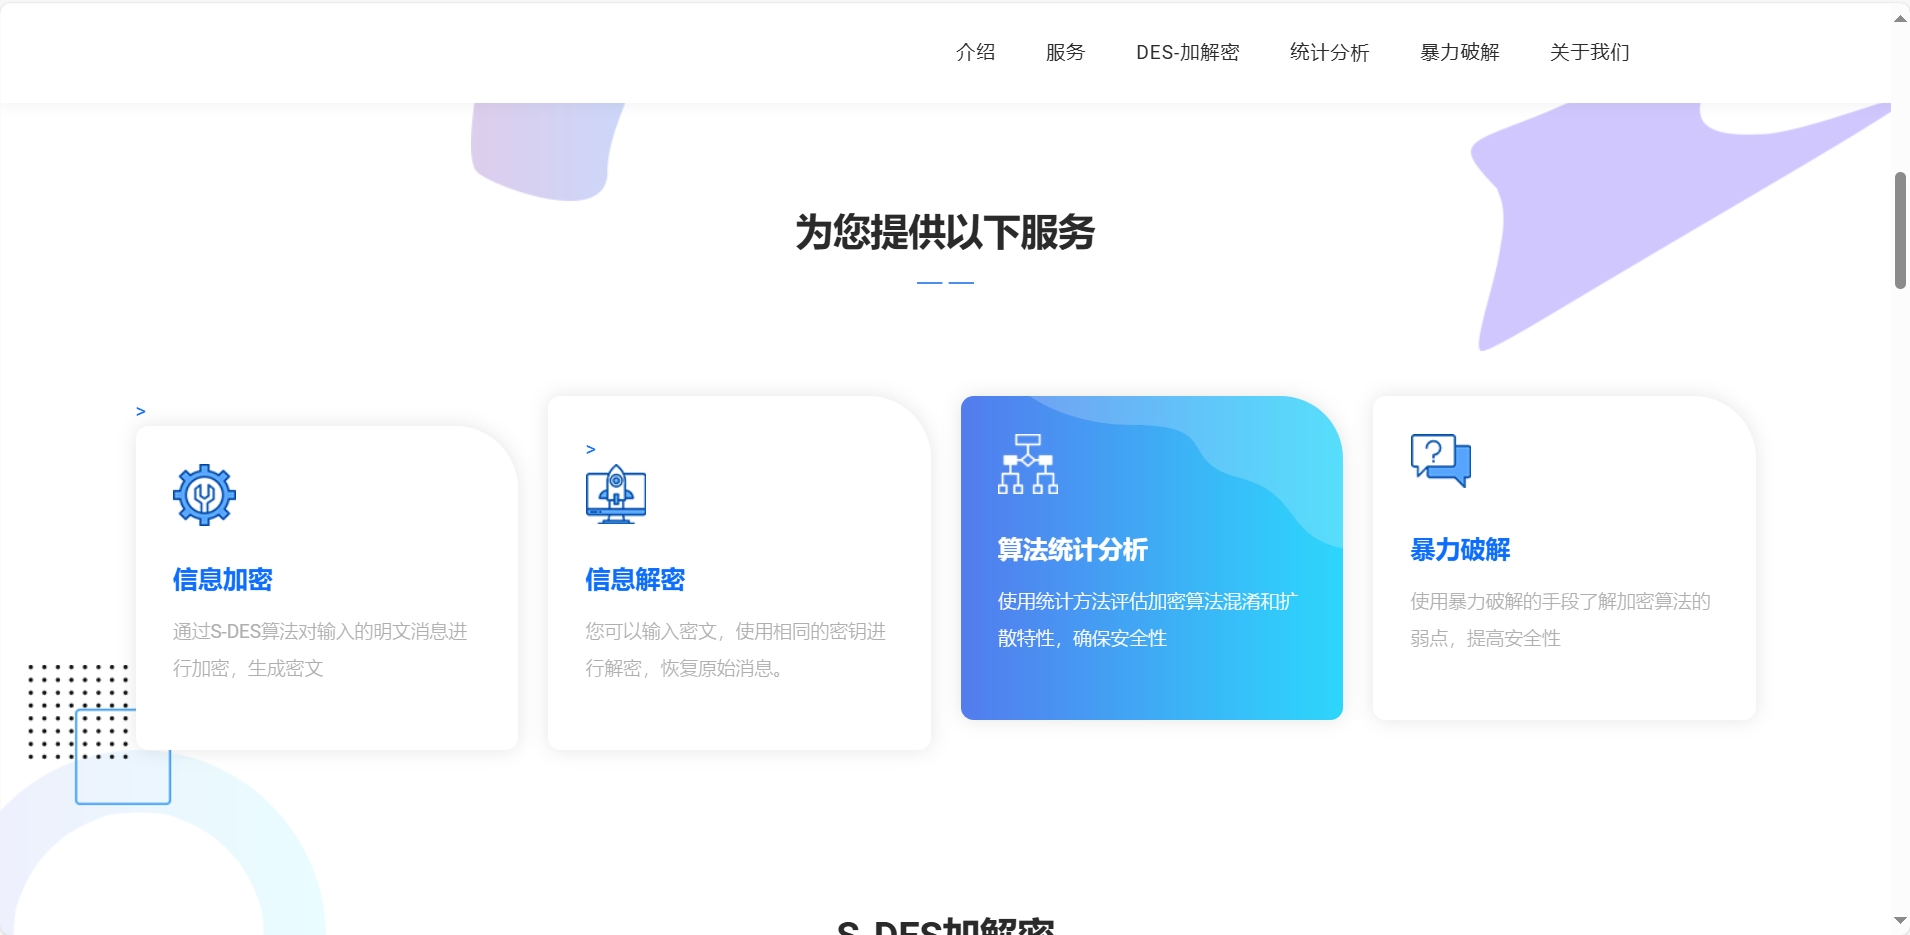 介绍
服务
DES-加解密
统计分析
暴力破解
关于我们
为您提供以下服务
>
信息加密
通过S-DES算法对输入的明文消息进
行加密，生成密文
>
信息解密
您可以输入密文，使用相同的密钥进
行解密，恢复原始消息。
算法统计分析
使用统计方法评估加密算法混淆和扩
散特性，确保安全性
?
暴力破解
使用暴力破解的手段了解加密算法的
弱点，提高安全性
S-DES加解密